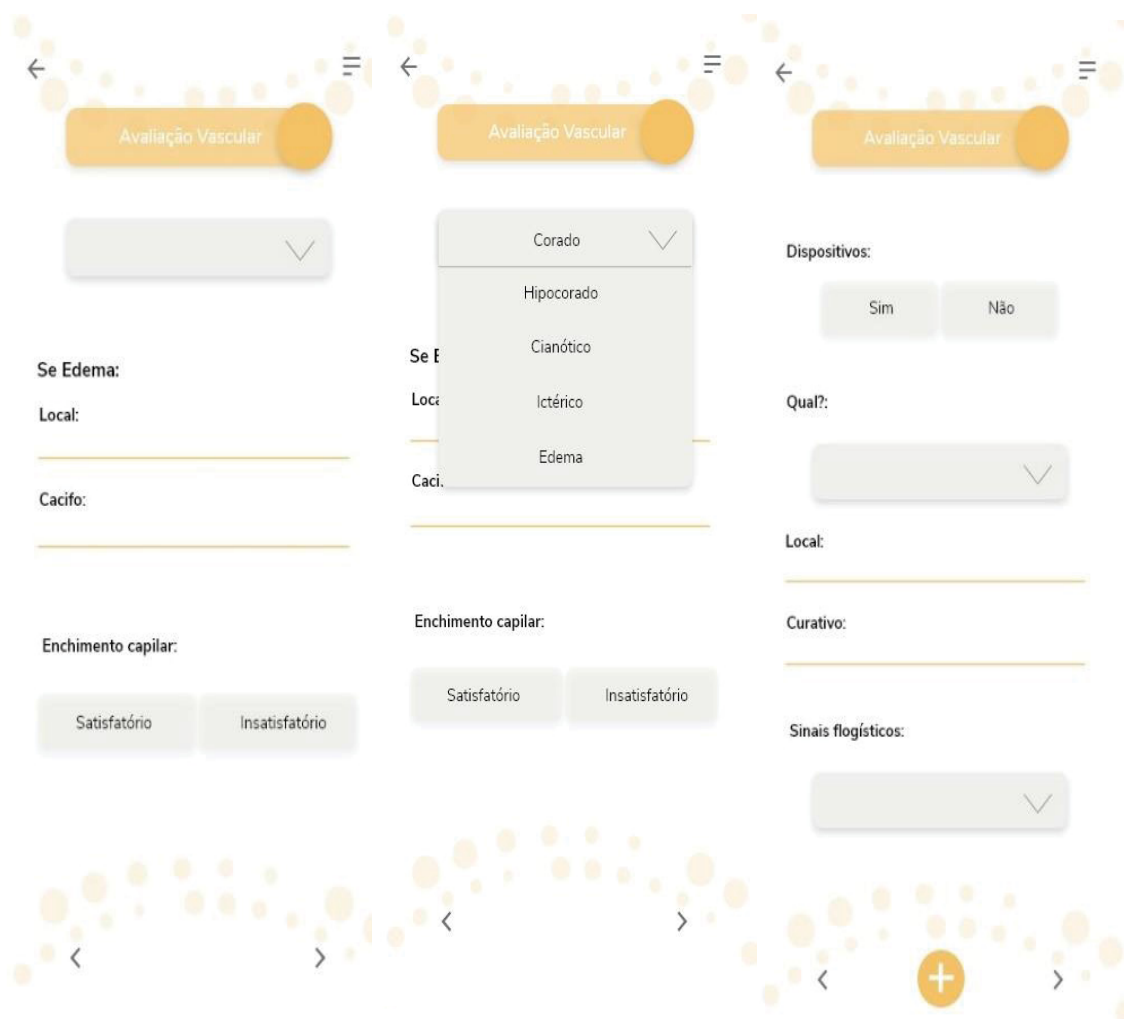 Avaliação Vascular
Se Edema:
Local:
Cacifo:
Enchimento capilar:
Satisfatório Insatisfatório
Avaliação Vascular
Corado
Hipocorado
Cianótico
Se E
Loca
Ictérico
Edema
Caci.
Enchimento capilar:
Satisfatório Insatisfatório
Avaliação Vascular
Dispositivos:
Sim Não
Qual?:
Local:
Curativo:
Sinais flogísticos: